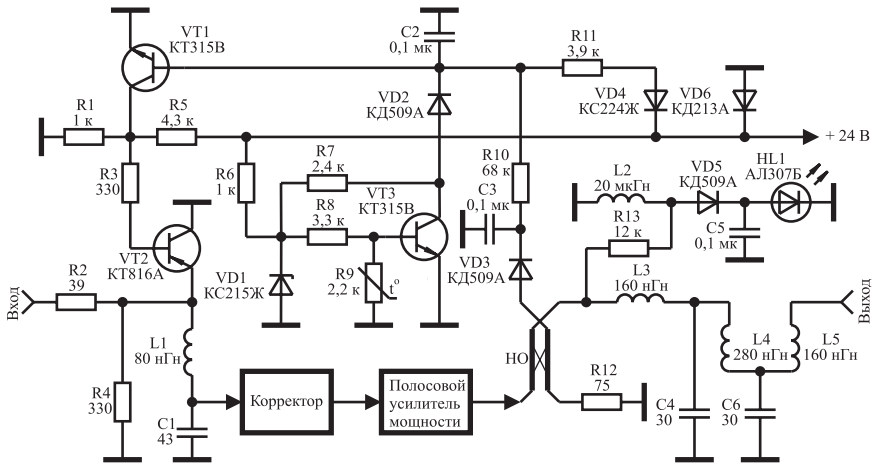 VT1
КТ315В
C2
0,1 мк
R11
3,9 к
R1
1 к
R5
4,3 к
VD2
КД509А
VD4
КС224Ж
VD6
КД213А
+ 24 В
R3
330
R6
1 к
R7
2,4 к
R8
3,3 к
VT3
КТ315В
R10
68 к
C3
0,1 мк
L2
20 мкГн
VD5
КД509А
HL1
АЛ307Б
R13
12 к
C5
0,1 мк
VT2
КТ816А
VD1
КС215Ж
R9
2,2 к
t°
VD3
КД509А
L3
160 нГн
Вход
R2
39
Выход
L1
80 нГн
НО
L4
280 нГн
L5
160 нГн
R4
330
C1
43
Корректор
Полосовой
усилитель
мощности
R12
75
C4
30
C6
30